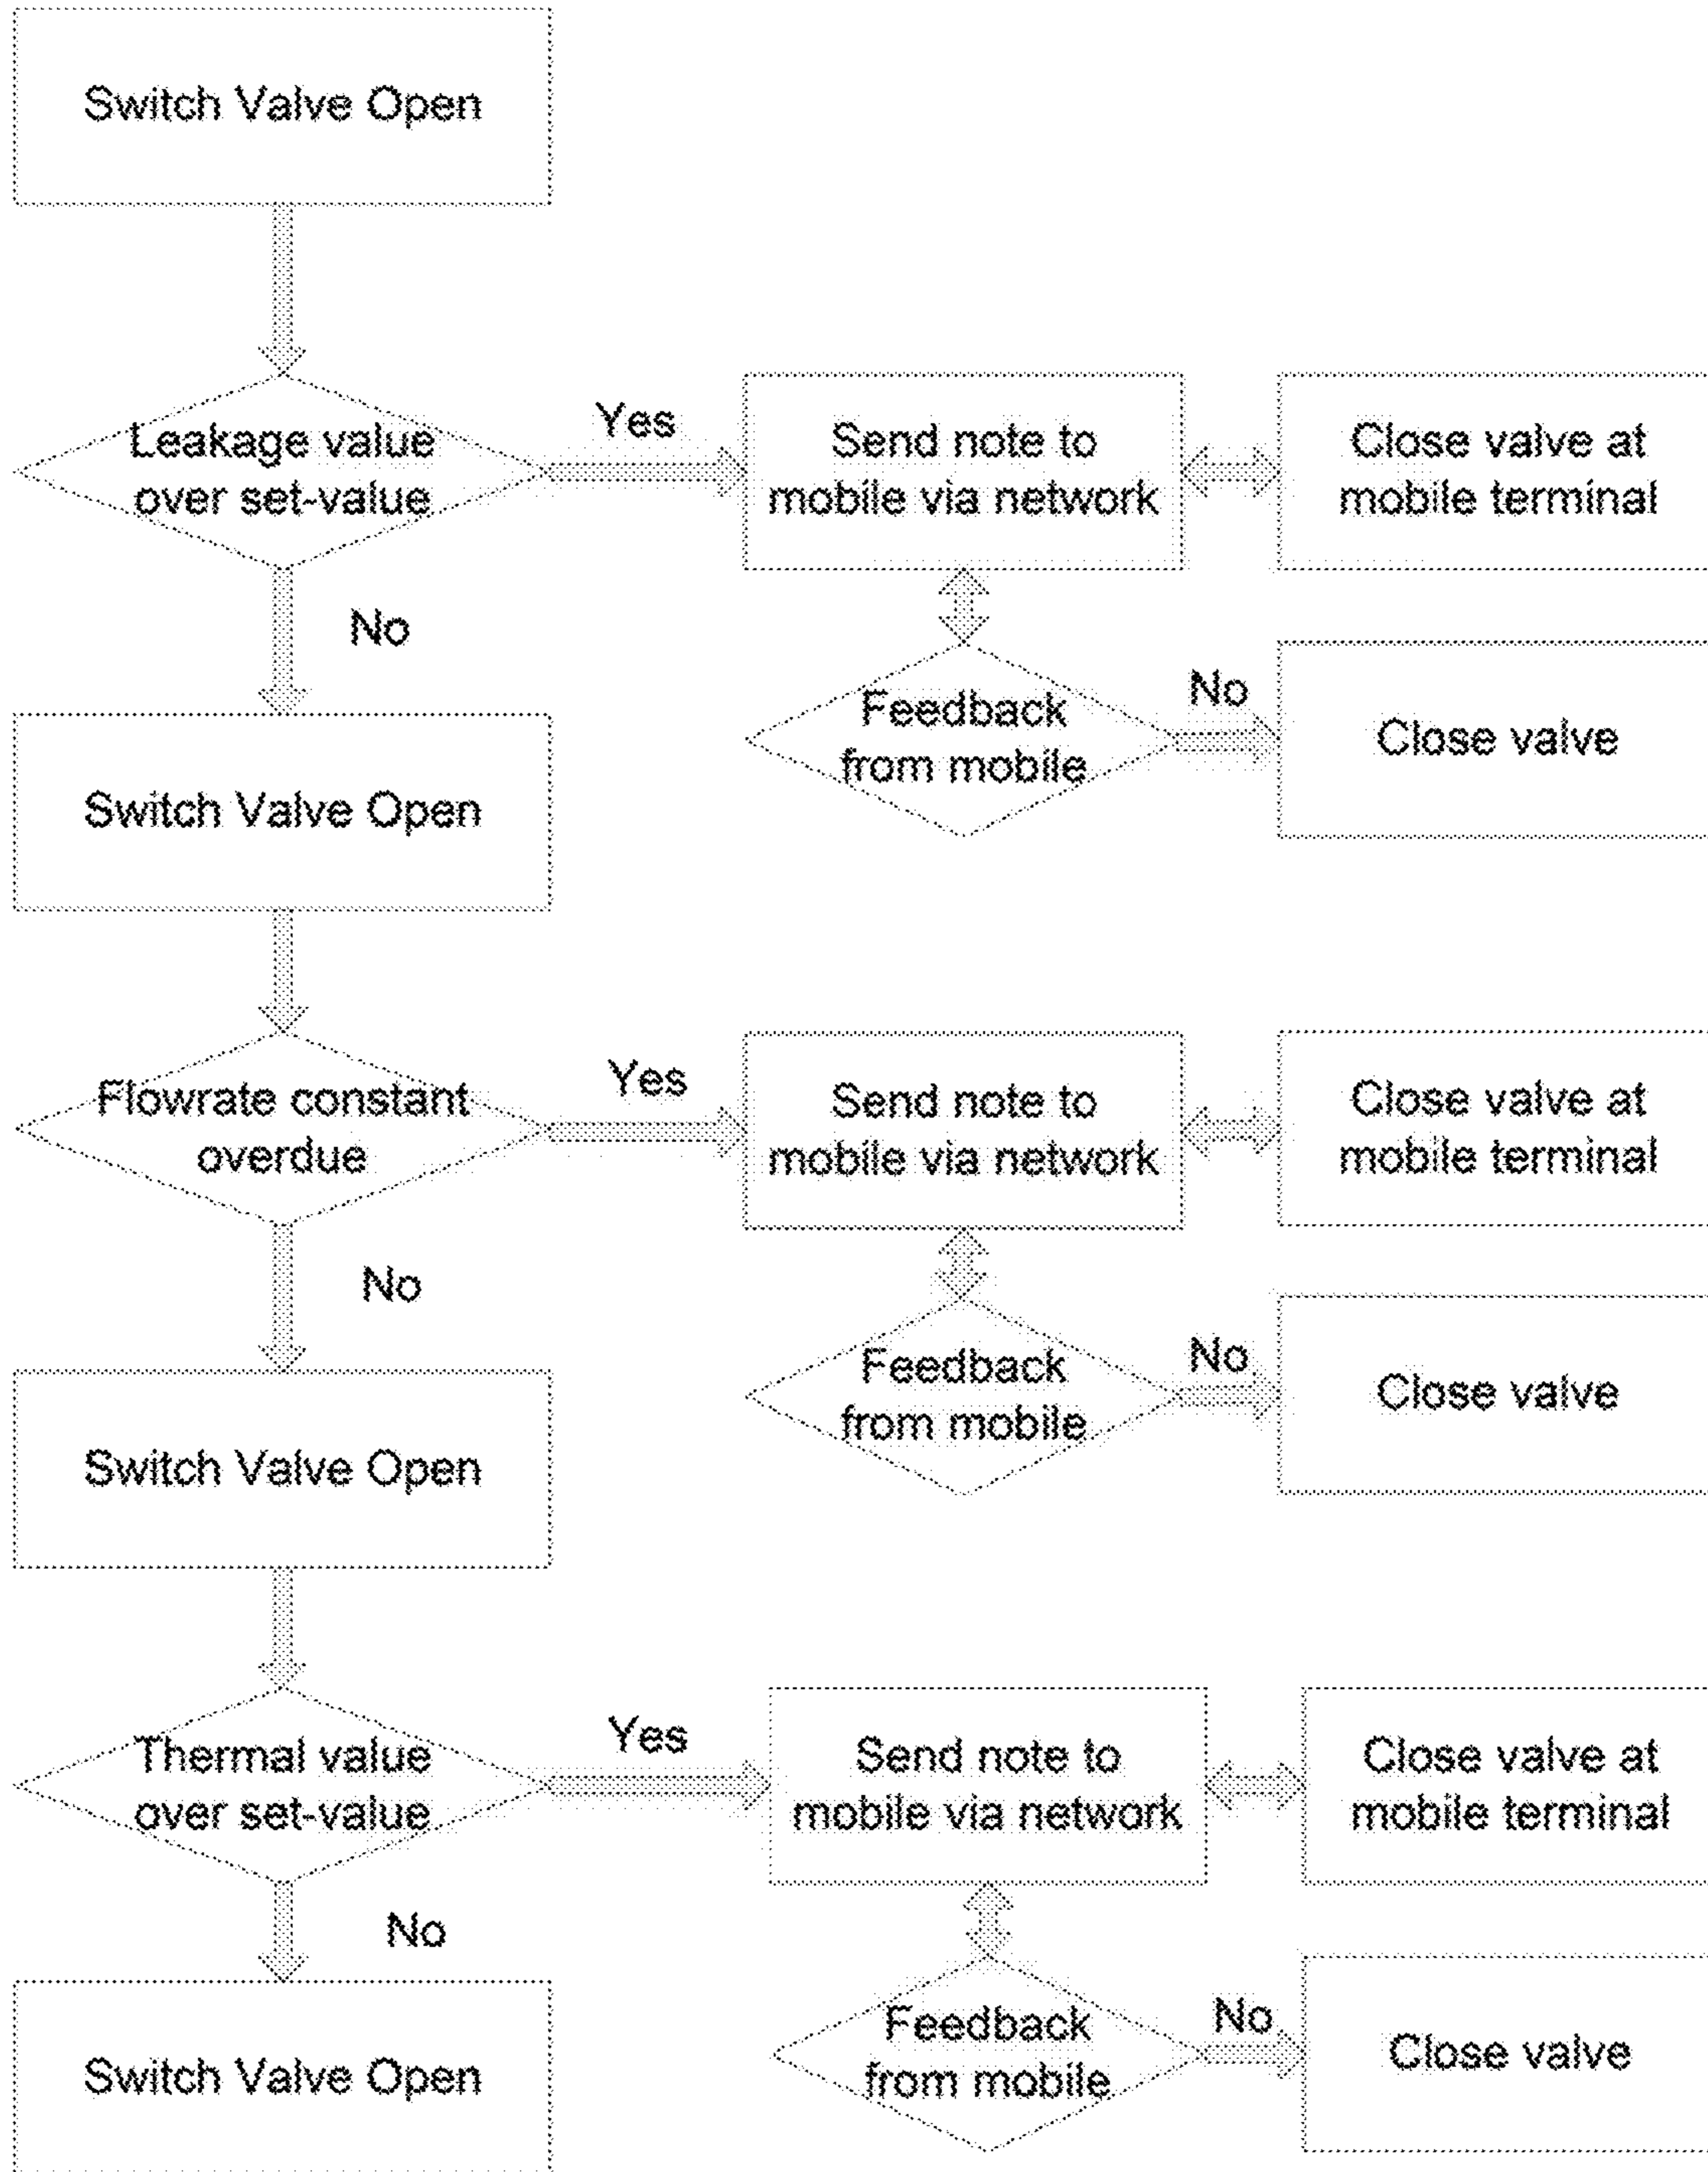 Switch Valve Open
Leakage value
over set-value
Yes
Send note to
mobile via network
Close valve at
mobile terminal
No
Feedback
from mobile
No
Close valve
Switch Valve Open
Flowrate constant
overdue
Yes
Send note to
mobile via network
Close valve at
mobile terminal
No
Feedback
from mobile
No
Close valve
Switch Valve Open
Thermal value
over set-value
Yes
Send note to
mobile via network
Close valve at
mobile terminal
No
Feedback
from mobile
No
Close valve
Switch Valve Open